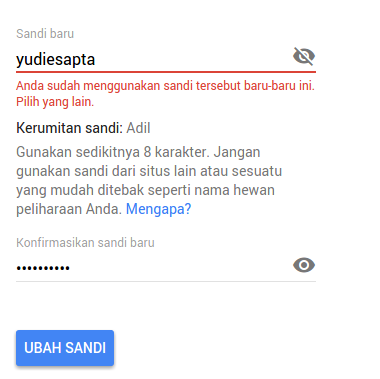 Sandi baru
yudiesapta
Anda sudah menggunakan sandi tersebut baru-baru ini.
Pilih yang lain.
Kerumitan sandi: Adil
Gunakan sedikitnya 8 karakter. Jangan
gunakan sandi dari situs lain atau sesuatu
yang mudah ditebak seperti nama hewan
peliharaan Anda. Mengapa?
Konfirmasikan sandi baru
••••••••••
UBAH SANDI